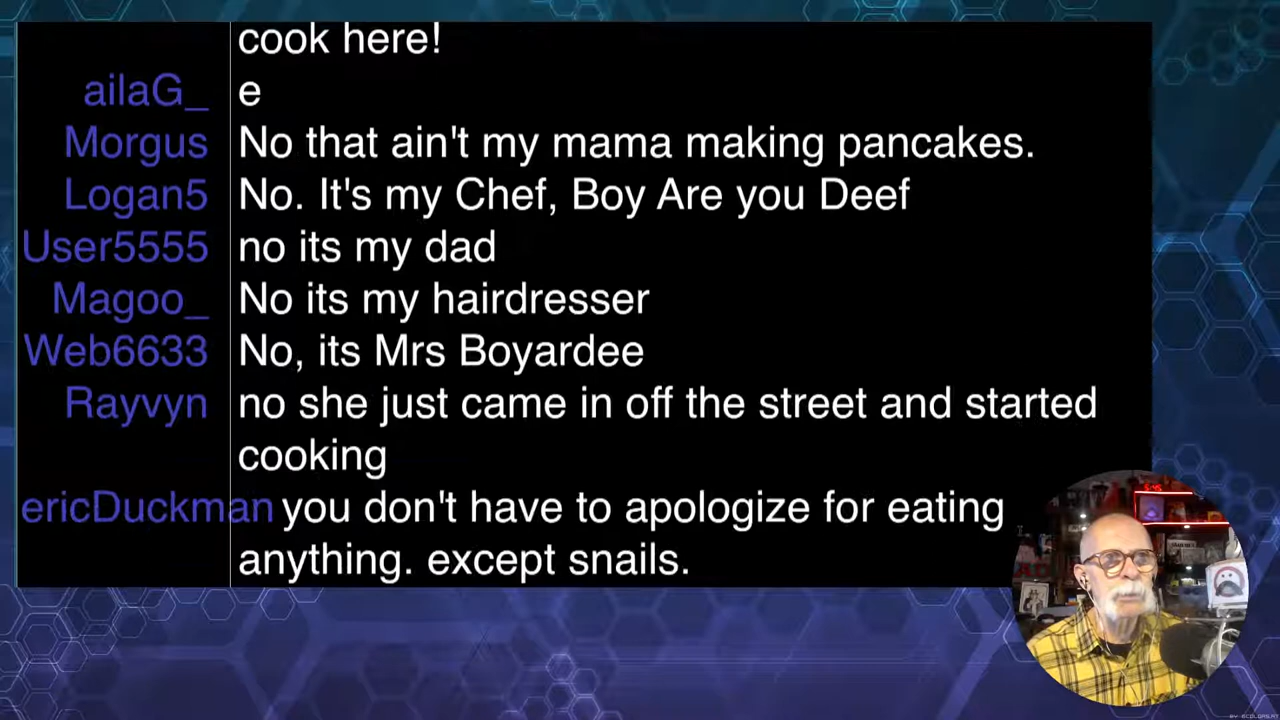 cook here!
ailaG_ e
Morgus No that ain't my mama making pancakes.
Logan5 No. It's my Chef, Boy Are you Deef
User5555 no its my dad
Magoo_ No its my hairdresser
Web6633 No, its Mrs Boyardee
Rayvyn no she just came in off the street and started
cooking
ericDuckman you don't have to apologize for eating
anything. except snails.